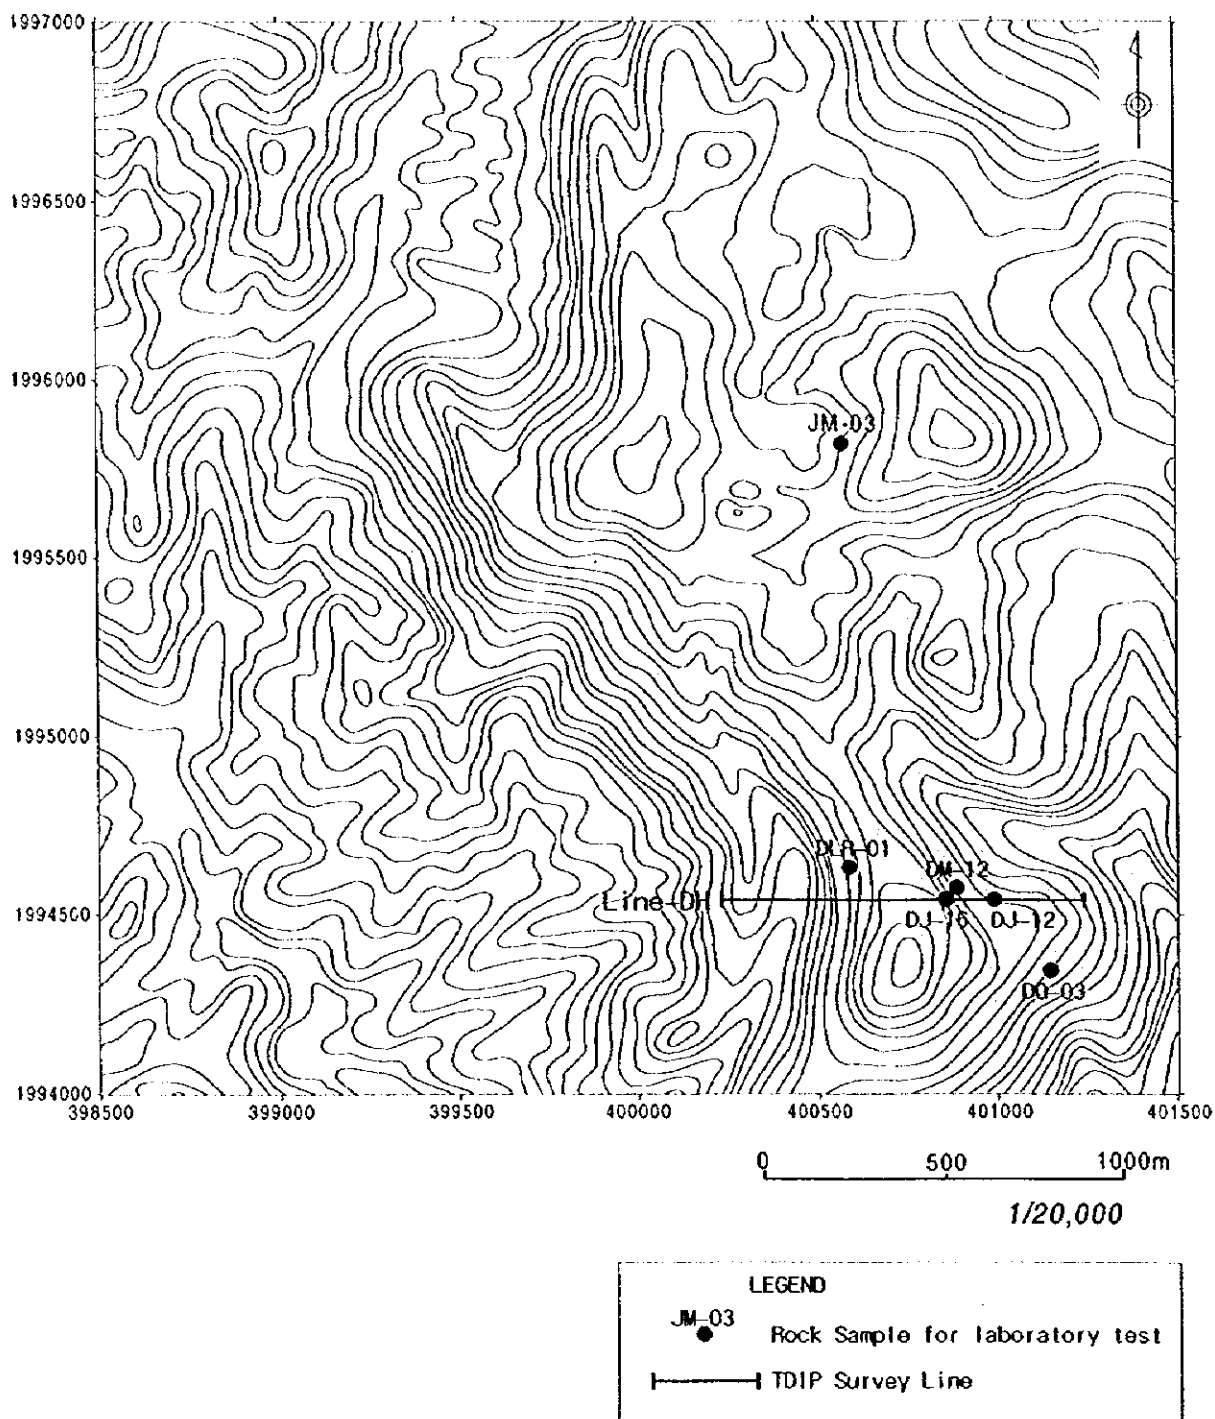 1997000
1996500
1996000
JM-03
1995500
1995000
DLR-01
DM-12
Line-DH
1994500
DJ-16 DJ-12
DQ-03
1994000
398500 399000 399500 400000 400500 401000 401500
0 500 1000m
1/20,000
LEGEND
JM-03
Rock Sample for laboratory test
TDIP Survey Line